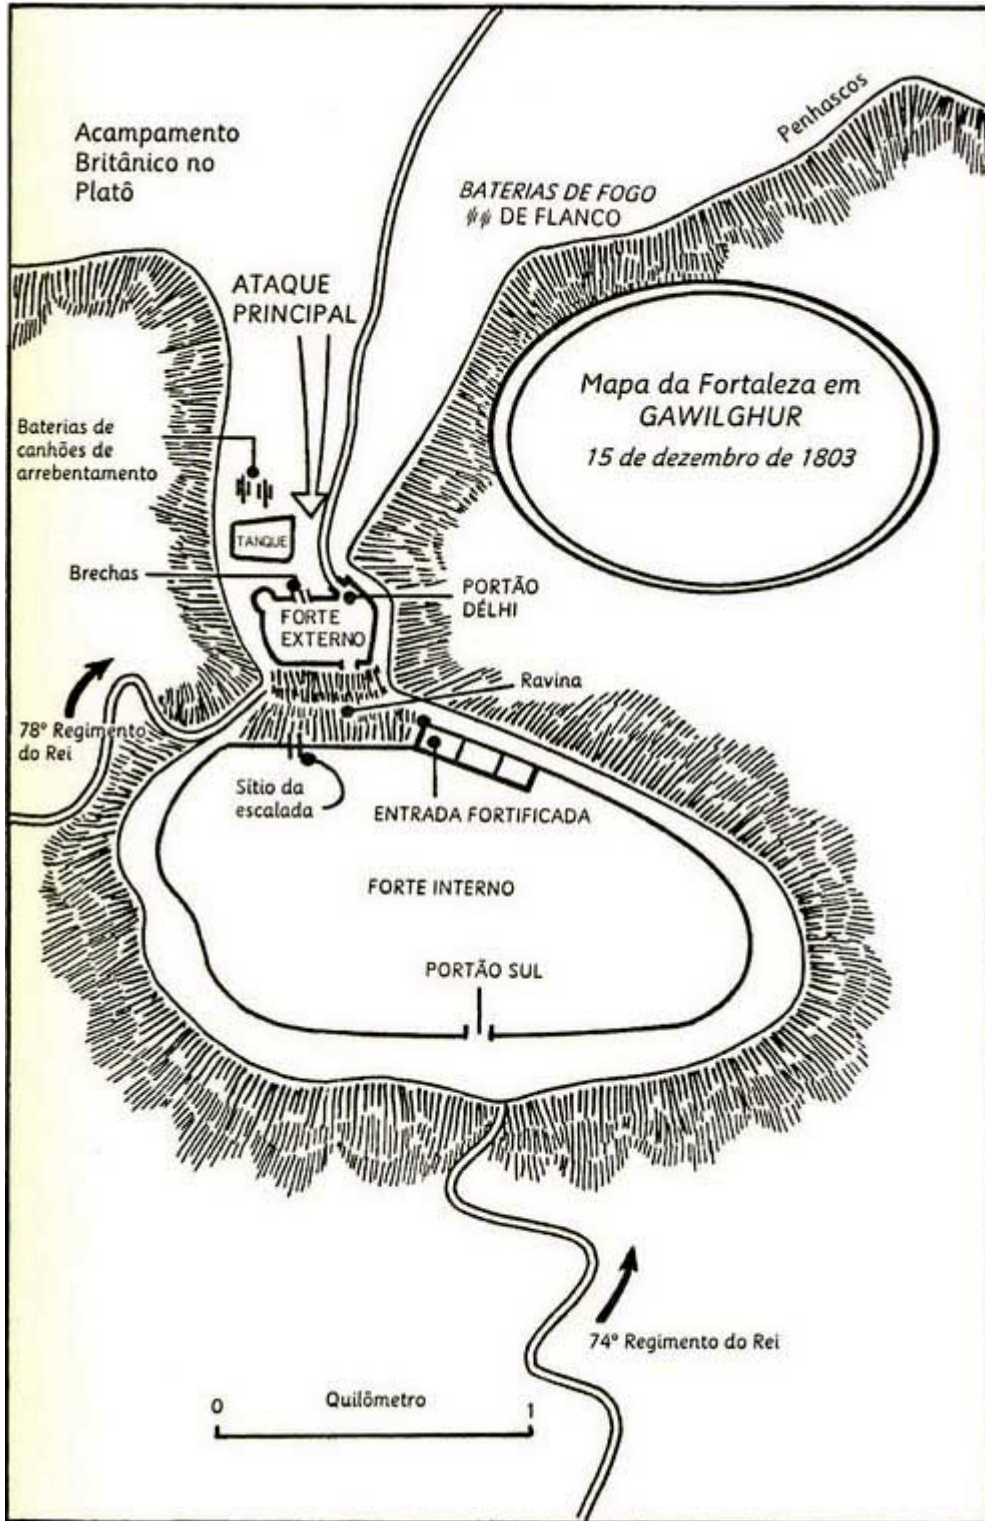 Acampamento
Britânico no
Platô
Penhascos
BATERIAS DE FOGO
DE FLANCO
ATAQUE
PRINCIPAL
Mapa da Fortaleza em
GAWILGHUR
15 de dezembro de 1803
Baterias de
canhões de
arrebentamento
TANQUE
Brechas
PORTÃO
DÉLHI
FORTE
EXTERNO
Ravina
78º Regimento
do Rei
Sítio da
escalada
ENTRADA FORTIFICADA
FORTE INTERNO
PORTÃO SUL
74º Regimento do Rei
Quilômetro
0 1